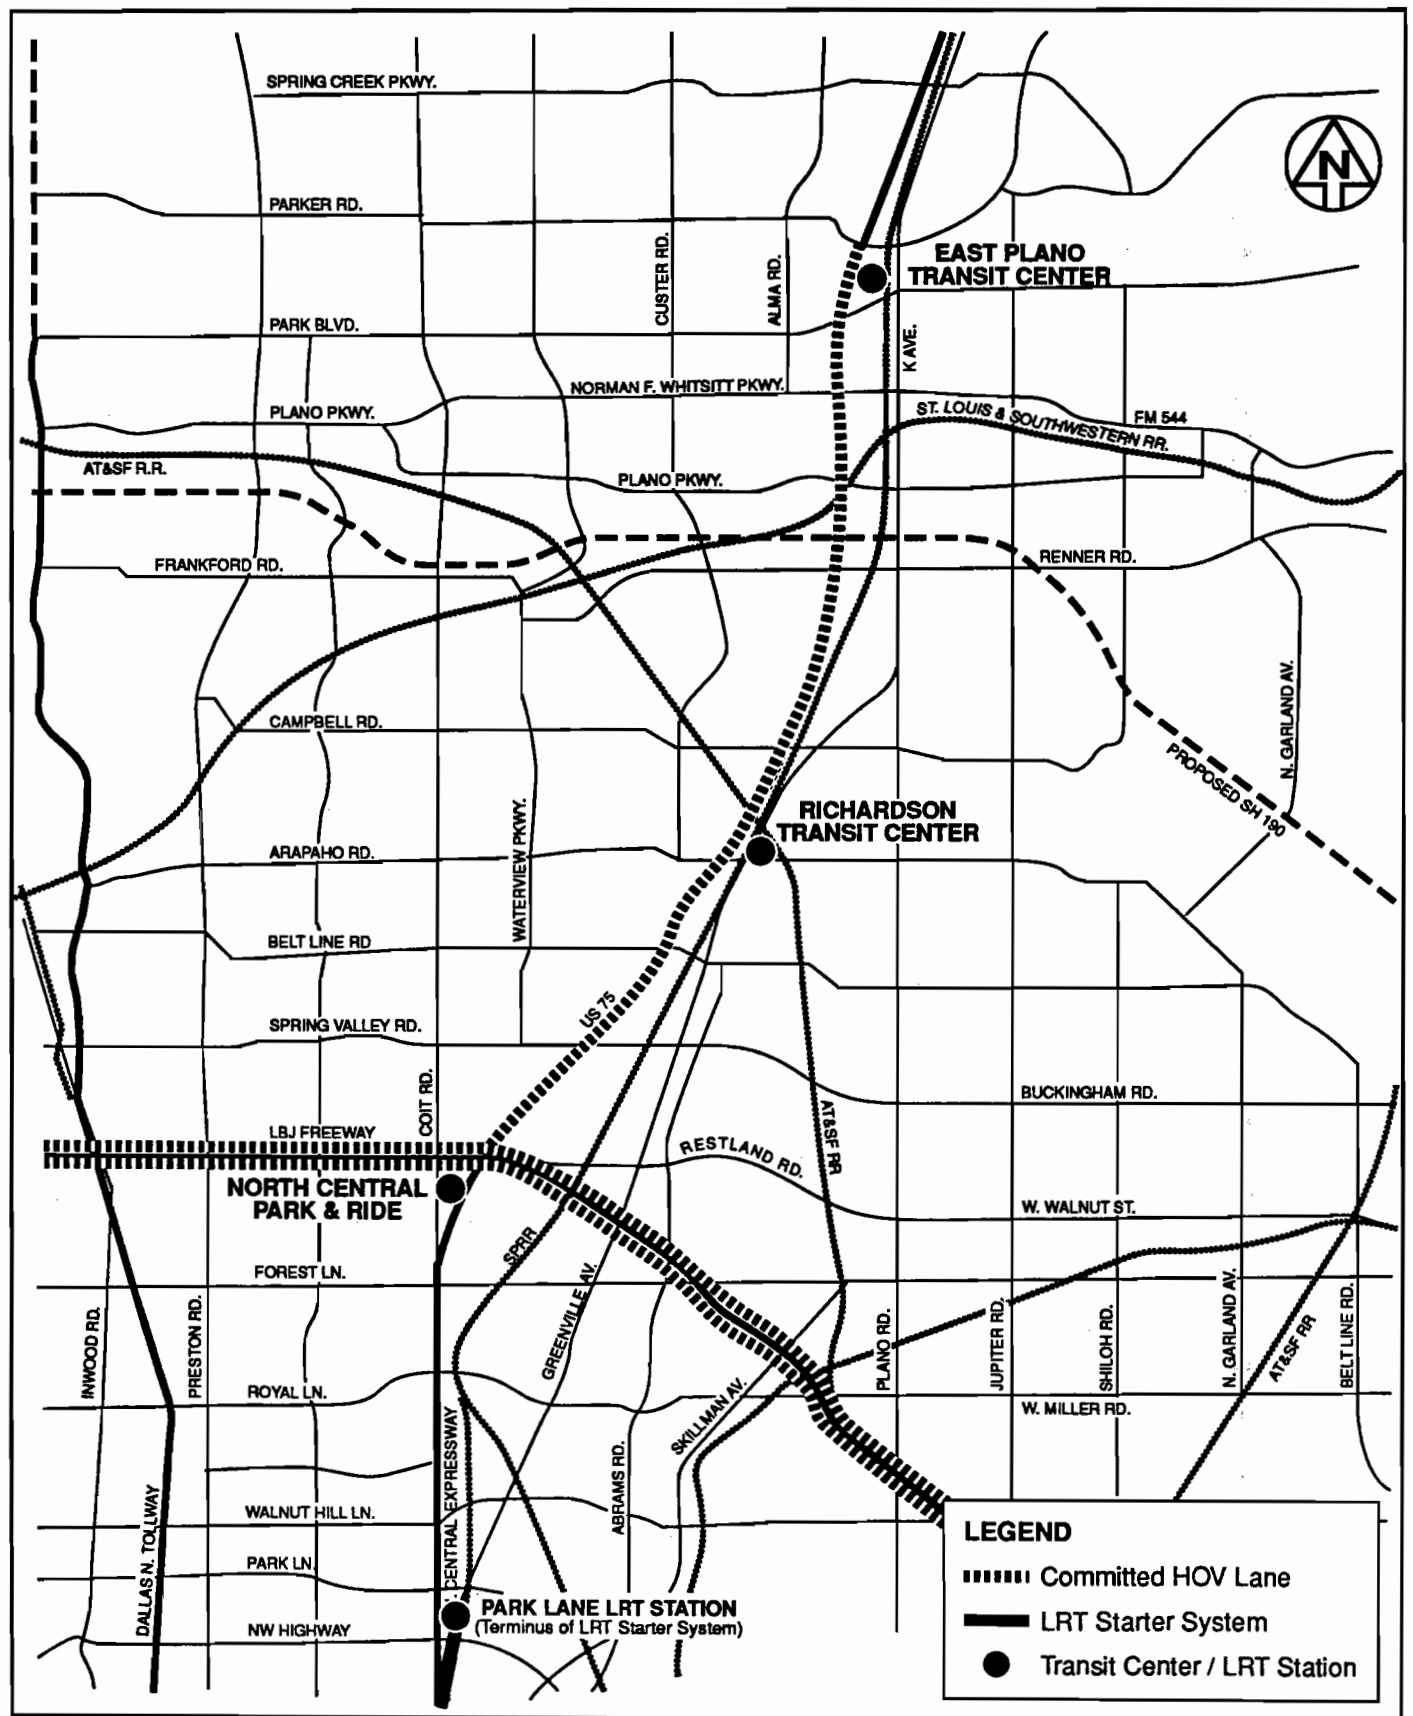 SPRING CREEK PKWY.
N
PARKER RD.
CUSTER RD.
ALMA RD.
EAST PLANO
TRANSIT CENTER
PARK BLVD.
K AVE.
NORMAN F. WHITSITT PKWY.
PLANO PKWY.
ST. LOUIS & SOUTHWESTERN RR.
FM 544
AT&SF R.R.
PLANO PKWY.
FRANKFORD RD.
RENNER RD.
CAMPBELL RD.
N. GARLAND AV.
PROPOSED SH 190
RICHARDSON
TRANSIT CENTER
ARAPAHO RD.
WATERVIEW PKWY.
BELT LINE RD
US 75
SPRING VALLEY RD.
COIT RD.
BUCKINGHAM RD.
AT&SF RR
LBJ FREEWAY
RESTLAND RD.
NORTH CENTRAL
PARK & RIDE
W. WALNUT ST.
SPRR
FOREST LN.
GREENVILLE AV.
INWOOD RD.
PRESTON RD.
PLANO RD.
JUPITER RD.
SHILOH RD.
N. GARLAND AV.
AT&SF RR
BELT LINE RD.
ROYAL LN.
SKILLMAN AV.
W. MILLER RD.
CENTRAL EXPRESSWAY
ABRAMS RD.
WALNUT HILL LN.
DALLAS N. TOLLWAY
PARK LN.
PARK LANE LRT STATION
(Terminus of LRT Starter System)
NW HIGHWAY
LEGEND
Committed HOV Lane
LRT Starter System
Transit Center / LRT Station